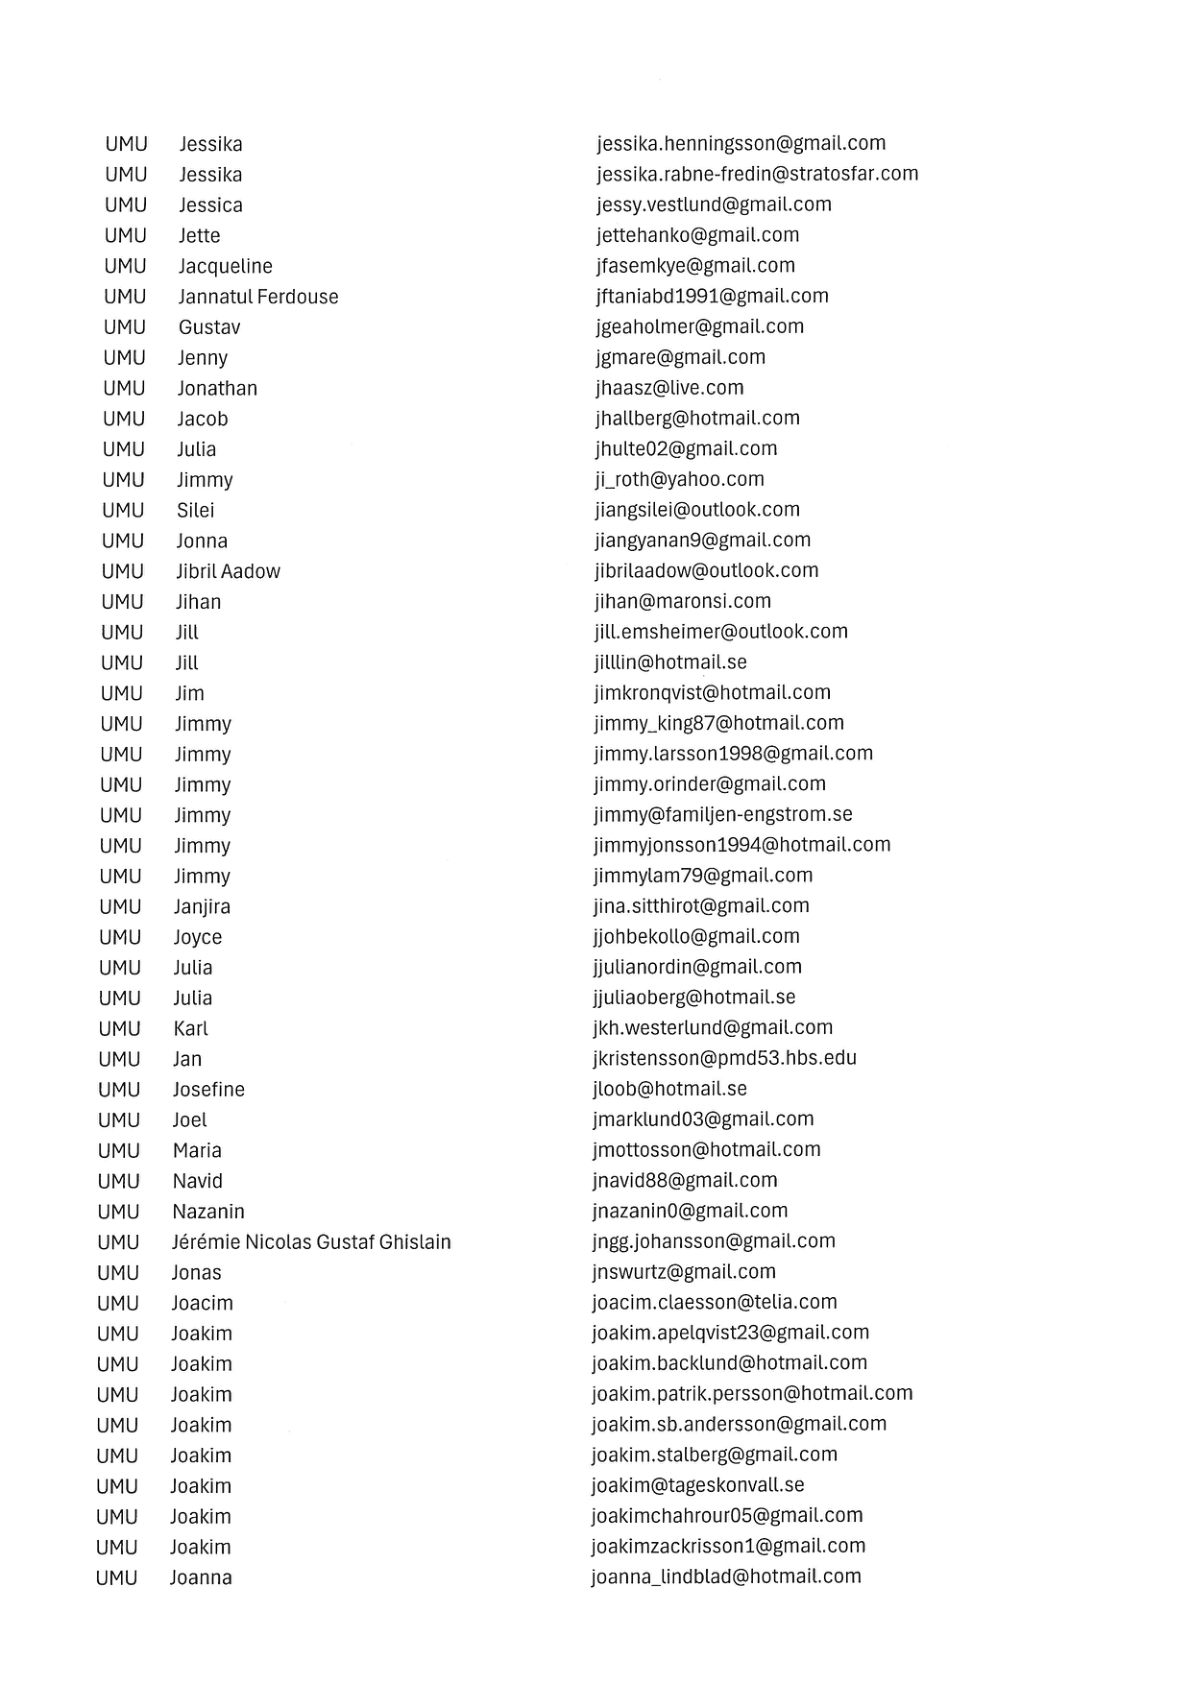 UMU Jessika jessika.henningsson@gmail.com
UMU Jessika jessika.rabne-fredin@stratosfar.com
UMU Jessica jessy.vestlund@gmail.com
UMU Jette jettehanko@gmail.com
UMU Jacqueline jfasemkye@gmail.com
UMU Jannatul Ferdouse jftaniabd1991@gmail.com
UMU Gustav jgeaholmer@gmail.com
UMU Jenny jgmare@gmail.com
UMU Jonathan jhaasz@live.com
UMU Jacob jhallberg@hotmail.com
UMU Julia jhulte02@gmail.com
UMU Jimmy ji_roth@yahoo.com
UMU Silei jiangsilei@outlook.com
UMU Jonna jiangyanan9@gmail.com
UMU Jibril Aadow jibrilaadow@outlook.com
UMU Jihan jihan@maronsi.com
UMU Jill jill.emsheimer@outlook.com
UMU Jill jilllin@hotmail.se
UMU Jim jimkronqvist@hotmail.com
UMU Jimmy jimmy_king87@hotmail.com
UMU Jimmy jimmy.larsson1998@gmail.com
UMU Jimmy jimmy.orinder@gmail.com
UMU Jimmy jimmy@familjen-engstrom.se
UMU Jimmy jimmyjonsson1994@hotmail.com
UMU Jimmy jimmylam79@gmail.com
UMU Janjira jina.sitthirot@gmail.com
UMU Joyce jjohbekollo@gmail.com
UMU Julia jjulianordin@gmail.com
UMU Julia jjuliaoberg@hotmail.se
UMU Karl jkh.westerlund@gmail.com
UMU Jan jkristensson@pmd53.hbs.edu
UMU Josefine jloob@hotmail.se
UMU Joel jmarklund03@gmail.com
UMU Maria jmottosson@hotmail.com
UMU Navid jnavid88@gmail.com
UMU Nazanin jnazanin0@gmail.com
UMU Jérémie Nicolas Gustaf Ghislain jngg.johansson@gmail.com
UMU Jonas jnswurtz@gmail.com
UMU Joacim joacim.claesson@telia.com
UMU Joakim joakim.apelqvist23@gmail.com
UMU Joakim joakim.backlund@hotmail.com
UMU Joakim joakim.patrik.persson@hotmail.com
UMU Joakim joakim.sb.andersson@gmail.com
UMU Joakim joakim.stalberg@gmail.com
UMU Joakim joakim@tageskonvall.se
UMU Joakim joakimchahrour05@gmail.com
UMU Joakim joakimzackrisson1@gmail.com
UMU Joanna joanna_lindblad@hotmail.com